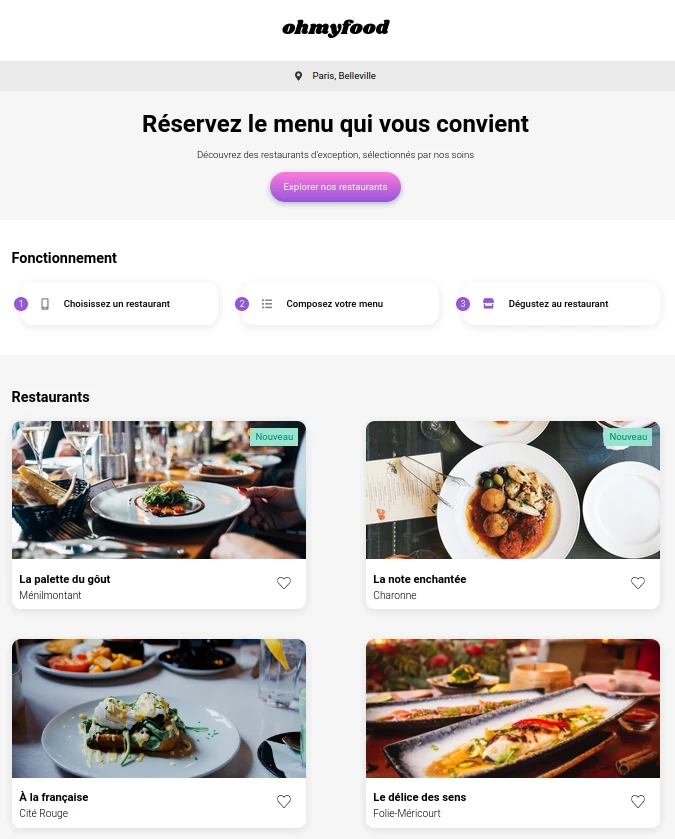 ohmyfood
Paris, Belleville
Réservez le menu qui vous convient
Découvrez des restaurants d'exception, sélectionnés par nos soins
Explorer nos restaurants
Fonctionnement
1 Choisissez un restaurant
2 Composez votre menu
3 Dégustez au restaurant
Restaurants
Nouveau
La palette du gôut
Ménilmontant
Nouveau
La note enchantée
Charonne
À la française
Cité Rouge
Le délice des sens
Folie-Méricourt